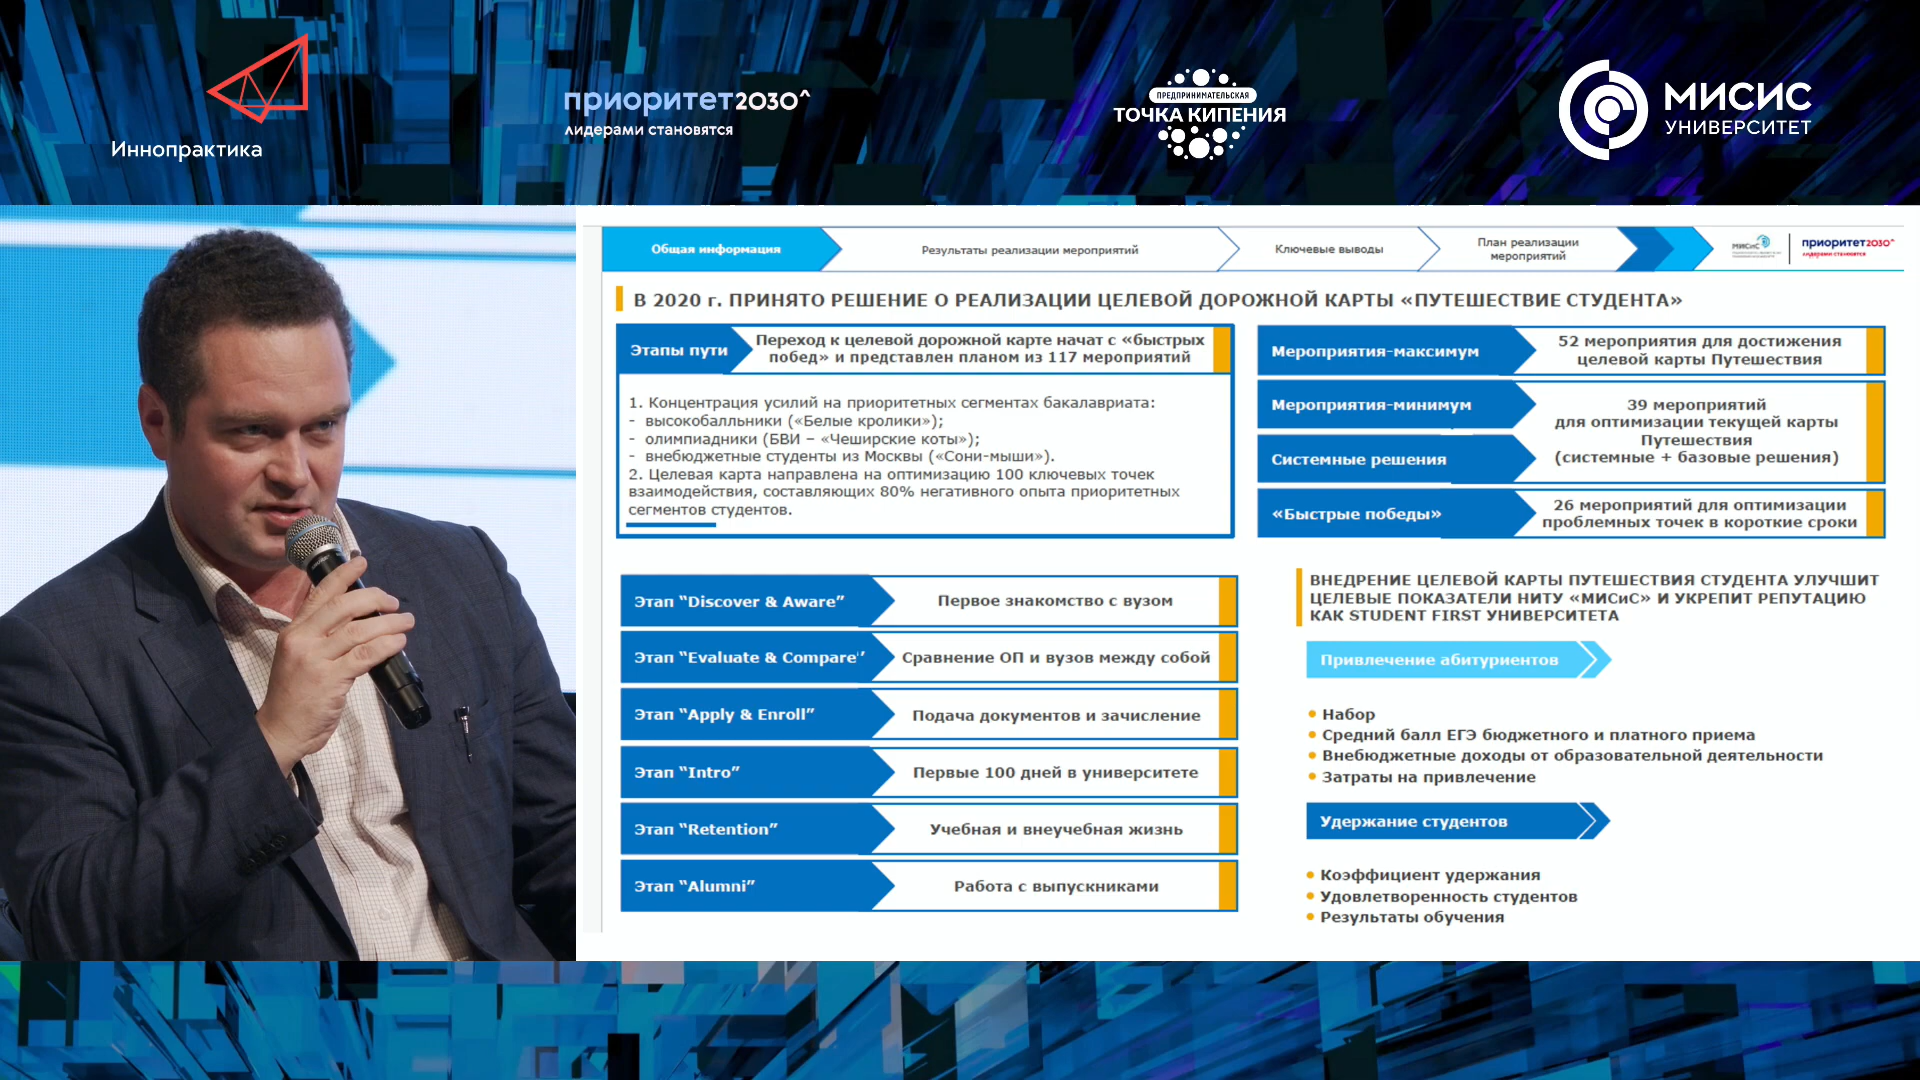 Иннопрактика
приоритет2030^
лидерами становятся
ПРЕДПРИНИМАТЕЛЬСКАЯ
ТОЧКА КИПЕНИЯ
МИСИС
УНИВЕРСИТЕТ
Общая информация
Результаты реализации мероприятий
Ключевые выводы
План реализации
мероприятий
МИСиС
приоритет2030^
лидерами становятся
В 2020 г. ПРИНЯТО РЕШЕНИЕ О РЕАЛИЗАЦИИ ЦЕЛЕВОЙ ДОРОЖНОЙ КАРТЫ «ПУТЕШЕСТВИЕ СТУДЕНТА»
Этапы пути
Переход к целевой дорожной карте начат с «быстрых
побед» и представлен планом из 117 мероприятий
1. Концентрация усилий на приоритетных сегментах бакалавриата:
- высокобалльники («Белые кролики»);
- олимпиадники (БВИ – «Чеширские коты»);
- внебюджетные студенты из Москвы («Сони-мыши»).
2. Целевая карта направлена на оптимизацию 100 ключевых точек
взаимодействия, составляющих 80% негативного опыта приоритетных
сегментов студентов.
Мероприятия-максимум
52 мероприятия для достижения
целевой карты Путешествия
Мероприятия-минимум
Системные решения
39 мероприятий
для оптимизации текущей карты
Путешествия
(системные + базовые решения)
«Быстрые победы»
26 мероприятий для оптимизации
проблемных точек в короткие сроки
Этап “Discover & Aware”
Первое знакомство с вузом
Этап “Evaluate & Compare”
Сравнение ОП и вузов между собой
Этап “Apply & Enroll”
Подача документов и зачисление
Этап “Intro”
Первые 100 дней в университете
Этап “Retention”
Учебная и внеучебная жизнь
Этап “Alumni”
Работа с выпускниками
ВНЕДРЕНИЕ ЦЕЛЕВОЙ КАРТЫ ПУТЕШЕСТВИЯ СТУДЕНТА УЛУЧШИТ
ЦЕЛЕВЫЕ ПОКАЗАТЕЛИ НИТУ «МИСиС» И УКРЕПИТ РЕПУТАЦИЮ
КАК STUDENT FIRST УНИВЕРСИТЕТА
Привлечение абитуриентов
• Набор
• Средний балл ЕГЭ бюджетного и платного приема
• Внебюджетные доходы от образовательной деятельности
• Затраты на привлечение
Удержание студентов
• Коэффициент удержания
• Удовлетворенность студентов
• Результаты обучения